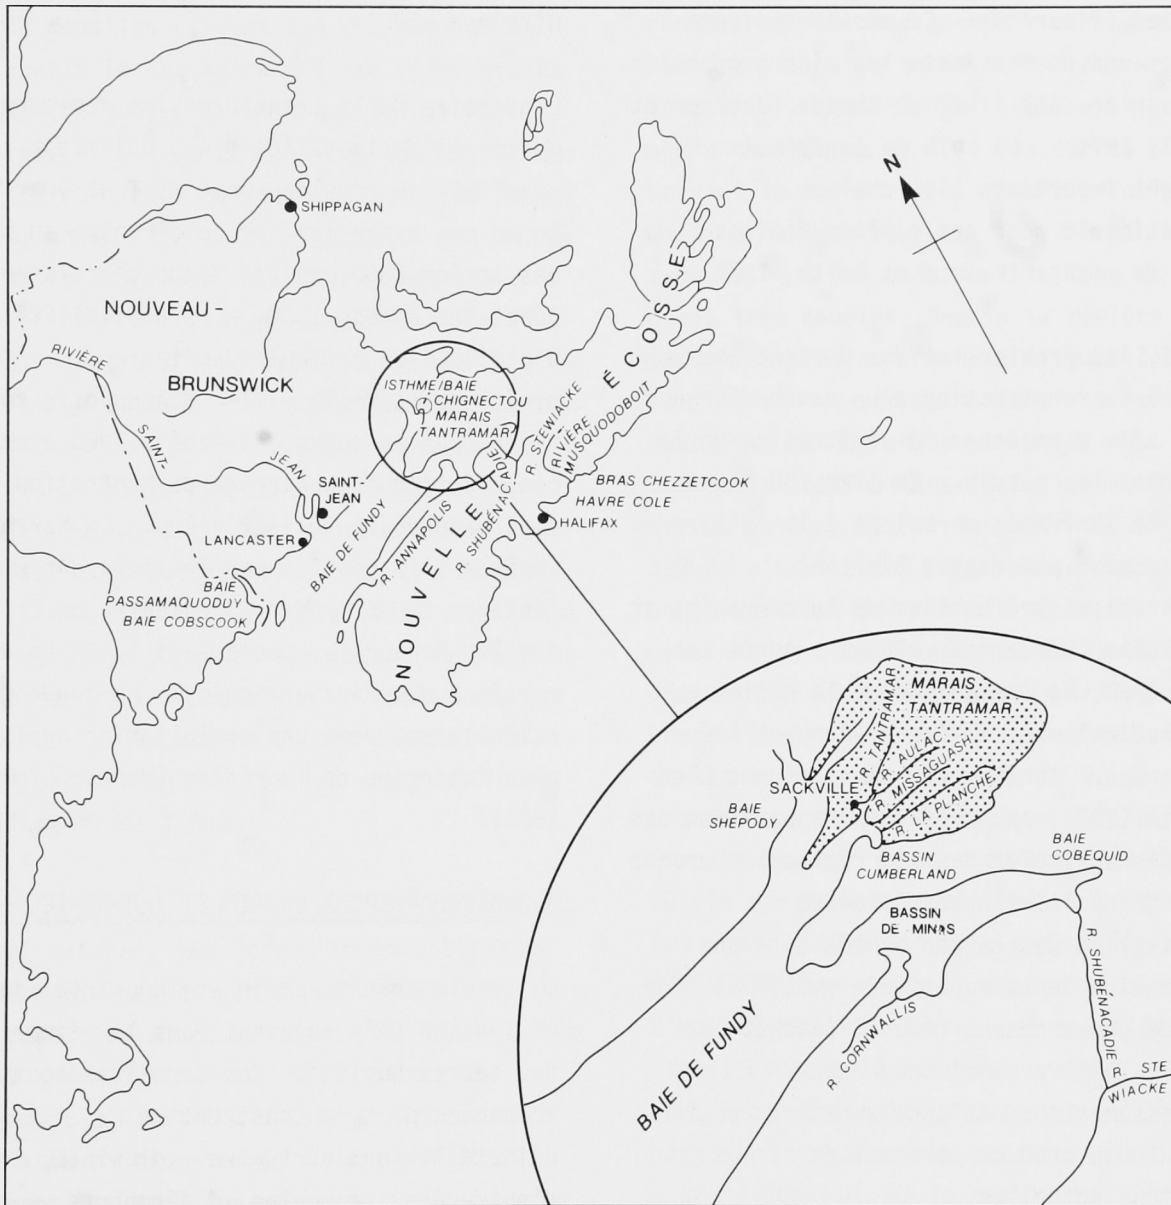 N
SHIPPAGAN
NOUVEAU-
BRUNSWICK
RIVIÈRE
SAINT-
JEAN
SAINT-
JEAN
LANCASTER
BAIE
PASSAMAQUODDY
BAIE COBSCOOK
ISTHME/BAIE
CHIGNECTOU
MARAIS
TANTRAMAR
BAIE DE FUNDY
R. ANNAPOLIS
NOUVELLE
ÉCOSSE
R. SHUBÉNACADIE
R. STEWIACKE
RIVIÈRE
MUSQUODOBOIT
BRAS CHEZZETCOOK
HAVRE COLE
HALIFAX
MARAIS
TANTRAMAR
R. TANTRAMAR
R. AULAC
R. MISSAGUASH
R. LA PLANCHE
SACKVILLE
BAIE
SHEPODY
BASSIN
CUMBERLAND
BAIE
COBEQUID
BASSIN
DE MINAS
R. CORNWALLIS
BAIE DE FUNDY
R. SHUBÉNACADIE
R. STE
WIACKE